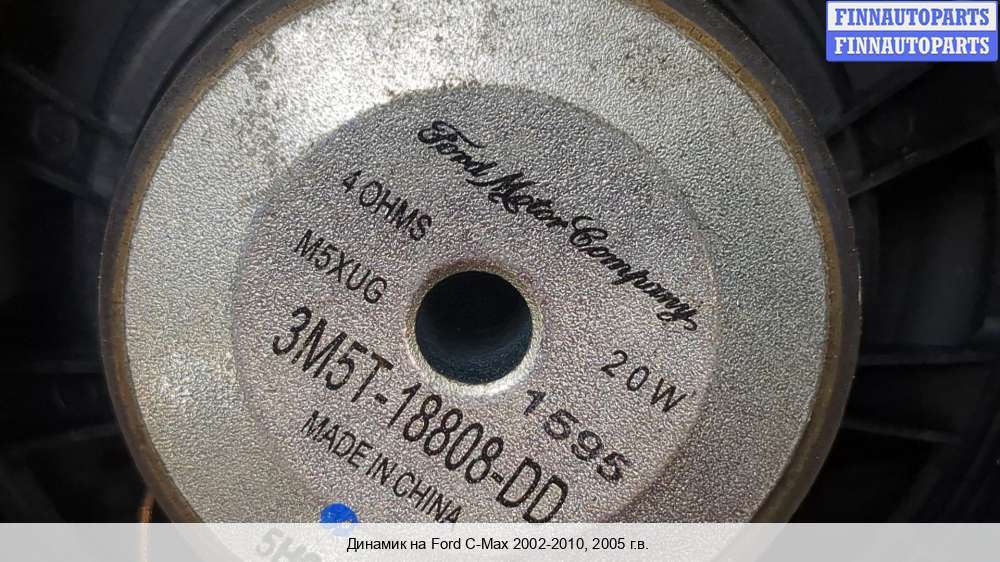 FINNAUTOPARTS
FINNAUTOPARTS
Ford Motor Company
4 OHMS
M5XUG
20W
3M5T-18808-DD
1595
MADE IN CHINA
Динамик на Ford C-Max 2002-2010, 2005 г.в.